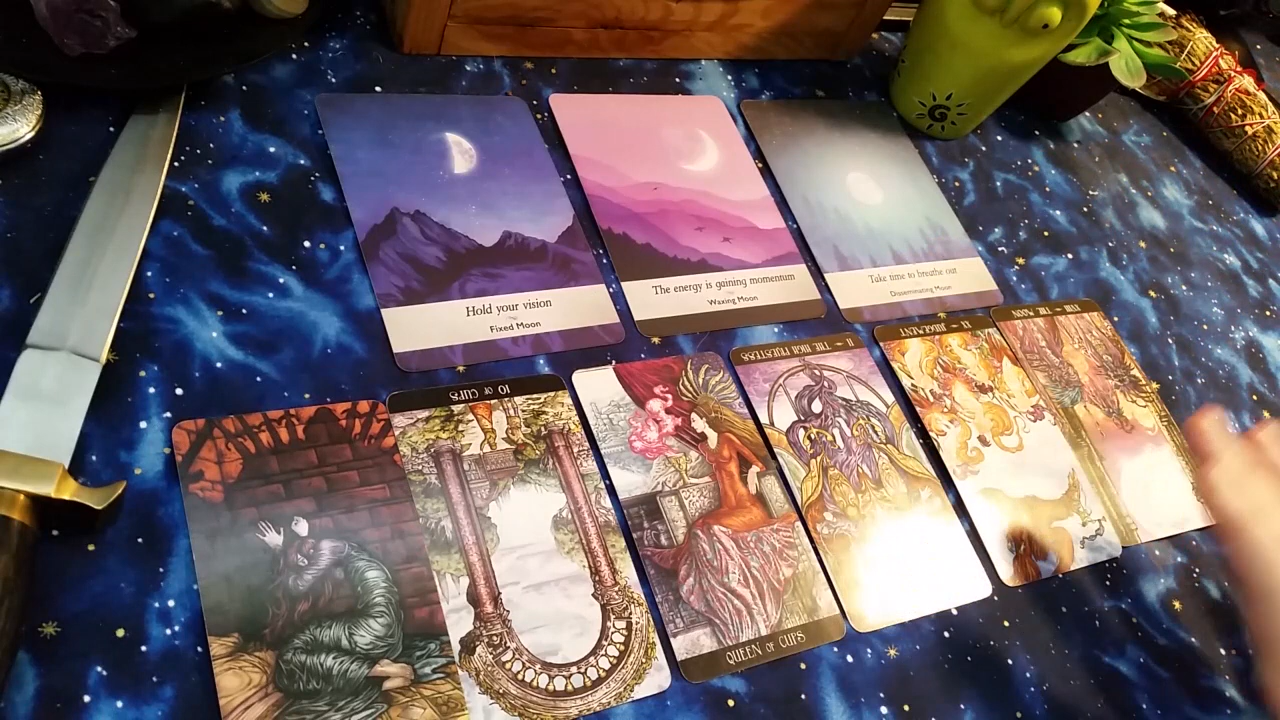 Hold your vision
Fixed Moon
The energy is gaining momentum
Waxing Moon
Take time to breathe out
Disseminating Moon
10 OF CUPS
QUEEN OF CUPS
II THE HIGH PRIESTESS
XX JUDGEMENT
XVIII THE MOON
G